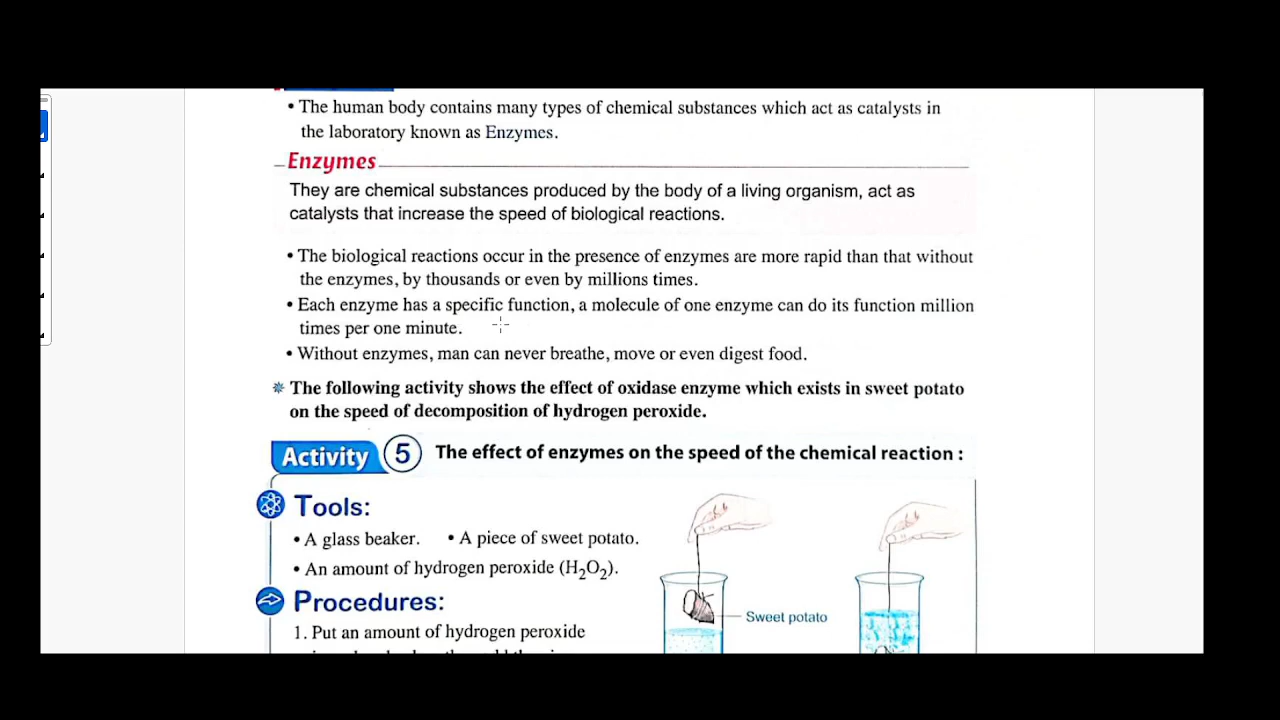 • The human body contains many types of chemical substances which act as catalysts in
the laboratory known as Enzymes.
Enzymes
They are chemical substances produced by the body of a living organism, act as
catalysts that increase the speed of biological reactions.
• The biological reactions occur in the presence of enzymes are more rapid than that without
the enzymes, by thousands or even by millions times.
• Each enzyme has a specific function, a molecule of one enzyme can do its function million
times per one minute.
• Without enzymes, man can never breathe, move or even digest food.
* The following activity shows the effect of oxidase enzyme which exists in sweet potato
on the speed of decomposition of hydrogen peroxide.
Activity 5 The effect of enzymes on the speed of the chemical reaction :
Tools:
• A glass beaker. • A piece of sweet potato.
• An amount of hydrogen peroxide (H₂O₂).
Procedures:
Sweet potato
1. Put an amount of hydrogen peroxide